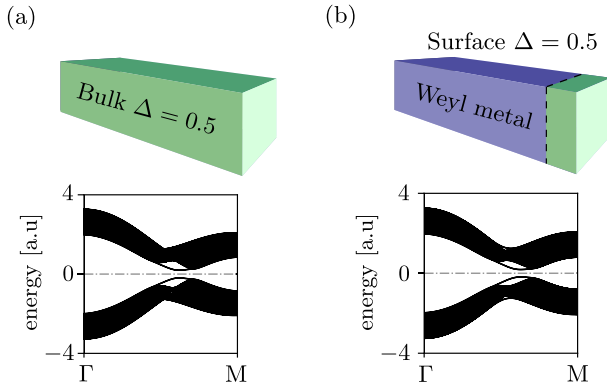 (a)
Bulk Δ = 0.5
energy [a.u]
4
0
−4
Γ
M
(b)
Surface Δ = 0.5
Weyl metal
energy [a.u]
4
0
−4
Γ
M